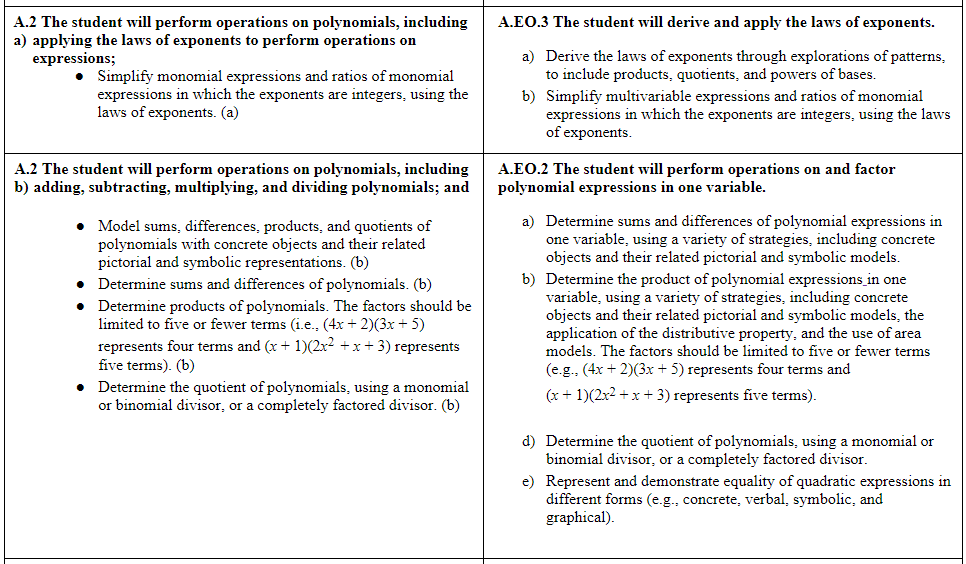 A.2 The student will perform operations on polynomials, including
a) applying the laws of exponents to perform operations on
expressions;
● Simplify monomial expressions and ratios of monomial
expressions in which the exponents are integers, using the
laws of exponents. (a)
A.EO.3 The student will derive and apply the laws of exponents.
a) Derive the laws of exponents through explorations of patterns,
to include products, quotients, and powers of bases.
b) Simplify multivariable expressions and ratios of monomial
expressions in which the exponents are integers, using the laws
of exponents.
A.2 The student will perform operations on polynomials, including
b) adding, subtracting, multiplying, and dividing polynomials; and
● Model sums, differences, products, and quotients of
polynomials with concrete objects and their related
pictorial and symbolic representations. (b)
● Determine sums and differences of polynomials. (b)
● Determine products of polynomials. The factors should be
limited to five or fewer terms (i.e., (4x + 2)(3x + 5)
represents four terms and (x + 1)(2x² + x + 3) represents
five terms). (b)
● Determine the quotient of polynomials, using a monomial
or binomial divisor, or a completely factored divisor. (b)
A.EO.2 The student will perform operations on and factor
polynomial expressions in one variable.
a) Determine sums and differences of polynomial expressions in
one variable, using a variety of strategies, including concrete
objects and their related pictorial and symbolic models.
b) Determine the product of polynomial expressions in one
variable, using a variety of strategies, including concrete
objects and their related pictorial and symbolic models, the
application of the distributive property, and the use of area
models. The factors should be limited to five or fewer terms
(e.g., (4x + 2)(3x + 5) represents four terms and
(x + 1)(2x² + x + 3) represents five terms).
d) Determine the quotient of polynomials, using a monomial or
binomial divisor, or a completely factored divisor.
e) Represent and demonstrate equality of quadratic expressions in
different forms (e.g., concrete, verbal, symbolic, and
graphical).